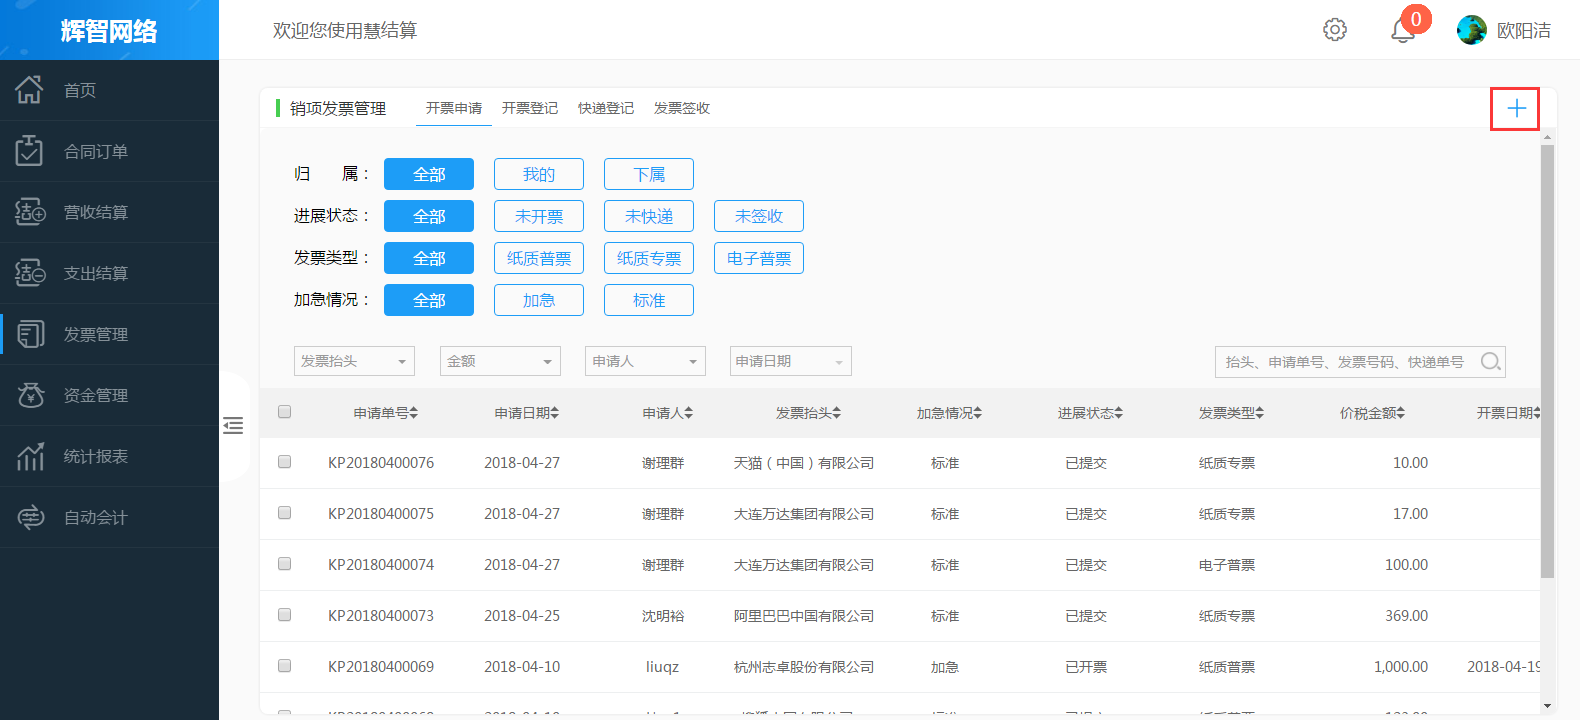 辉智网络
欢迎您使用慧结算
0
欧阳洁
首页
合同订单
营收结算
支出结算
发票管理
资金管理
统计报表
自动会计
销项发票管理 开票申请 开票登记 快递登记 发票签收
归 属： 全部 我的 下属
进展状态： 全部 未开票 未快递 未签收
发票类型： 全部 纸质普票 纸质专票 电子普票
加急情况： 全部 加急 标准
发票抬头 金额 申请人 申请日期 抬头、申请单号、发票号码、快递单号
申请单号 申请日期 申请人 发票抬头 加急情况 进展状态 发票类型 价税金额 开票日期
KP20180400076 2018-04-27 谢理群 天猫（中国）有限公司 标准 已提交 纸质专票 10.00
KP20180400075 2018-04-27 谢理群 大连万达集团有限公司 标准 已提交 纸质专票 17.00
KP20180400074 2018-04-27 谢理群 大连万达集团有限公司 标准 已提交 电子普票 100.00
KP20180400073 2018-04-25 沈明裕 阿里巴巴中国有限公司 标准 已提交 纸质专票 369.00
KP20180400069 2018-04-10 liuqz 杭州志卓股份有限公司 加急 已开票 纸质普票 1,000.00 2018-04-19